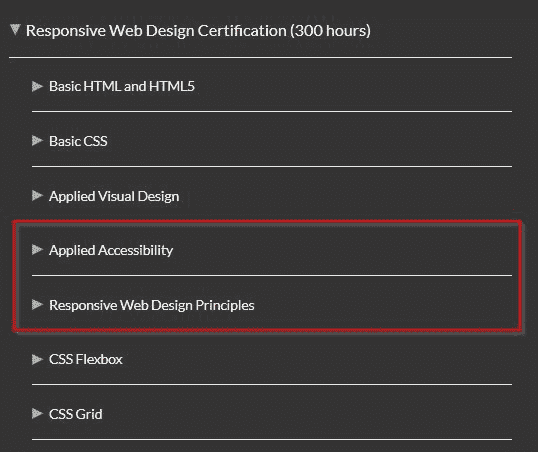 Responsive Web Design Certification (300 hours)
Basic HTML and HTML5
Basic CSS
Applied Visual Design
Applied Accessibility
Responsive Web Design Principles
CSS Flexbox
CSS Grid